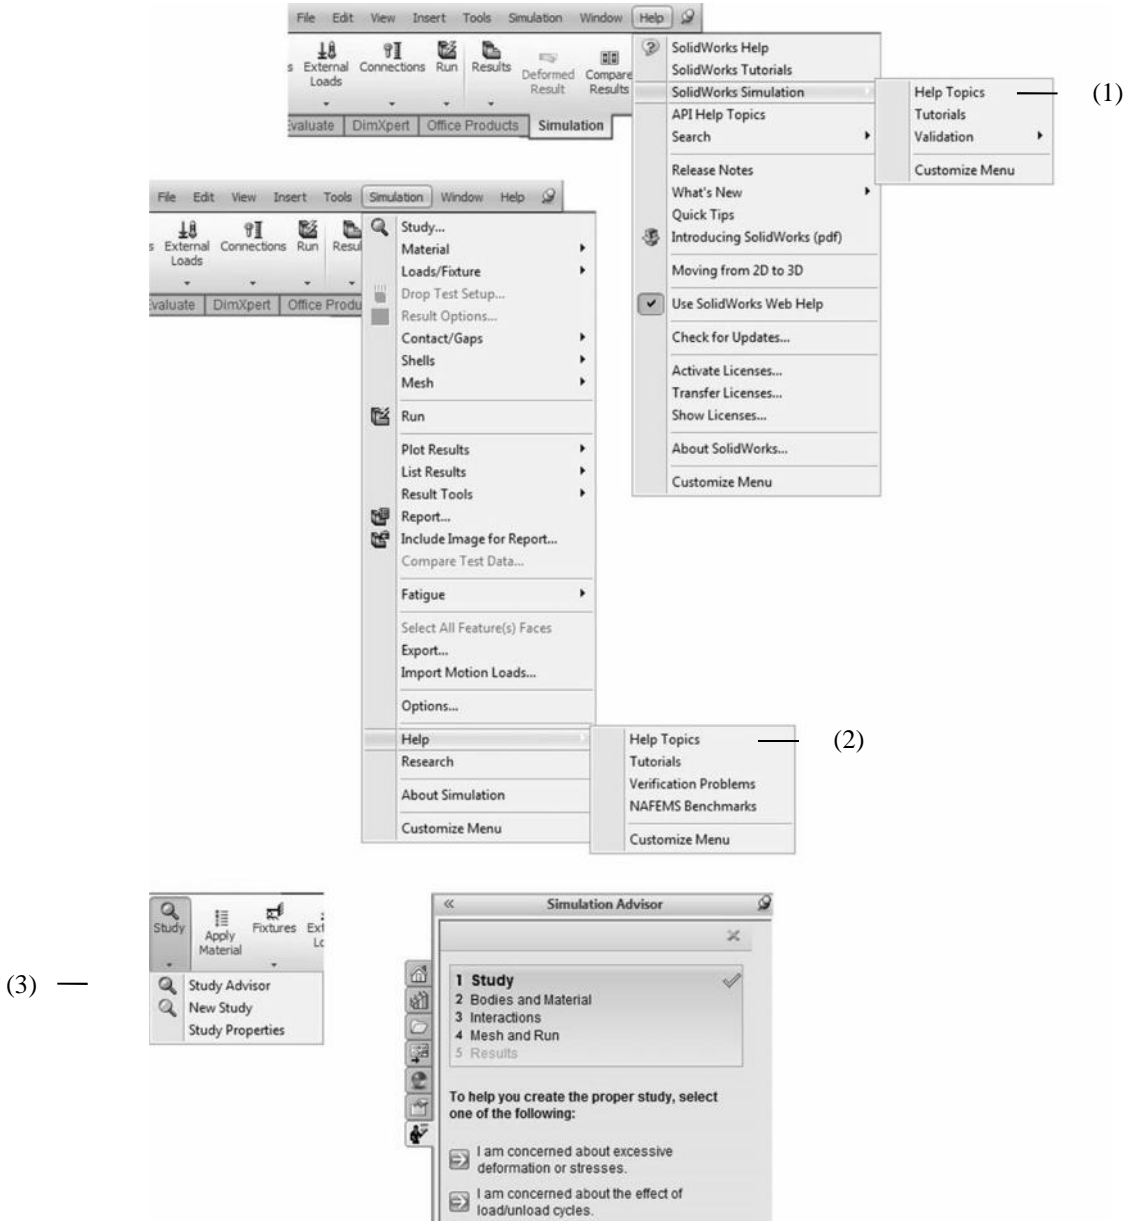 File Edit View Insert Tools Simulation Window Help
s External Loads Connections Run Results Deformed Result Compare Results
Evaluate DimXpert Office Products Simulation
SolidWorks Help
SolidWorks Tutorials
SolidWorks Simulation
API Help Topics
Search
Release Notes
What's New
Quick Tips
Introducing SolidWorks (pdf)
Moving from 2D to 3D
Use SolidWorks Web Help
Check for Updates...
Activate Licenses...
Transfer Licenses...
Show Licenses...
About SolidWorks...
Customize Menu
Help Topics (1)
Tutorials
Validation
Customize Menu
File Edit View Insert Tools Simulation Window Help
s External Loads Connections Run Resul
valuate DimXpert Office Produ
Study...
Material
Loads/Fixture
Drop Test Setup...
Result Options...
Contact/Gaps
Shells
Mesh
Run
Plot Results
List Results
Result Tools
Report...
Include Image for Report...
Compare Test Data...
Fatigue
Select All Feature(s) Faces
Export...
Import Motion Loads...
Options...
Help
Research
About Simulation
Customize Menu
Help Topics (2)
Tutorials
Verification Problems
NAFEMS Benchmarks
Customize Menu
Study Apply Material Fixtures Ext Lo
(3)
Study Advisor
New Study
Study Properties
Simulation Advisor
1 Study
2 Bodies and Material
3 Interactions
4 Mesh and Run
5 Results
To help you create the proper study, select
one of the following:
I am concerned about excessive
deformation or stresses.
I am concerned about the effect of
load/unload cycles.